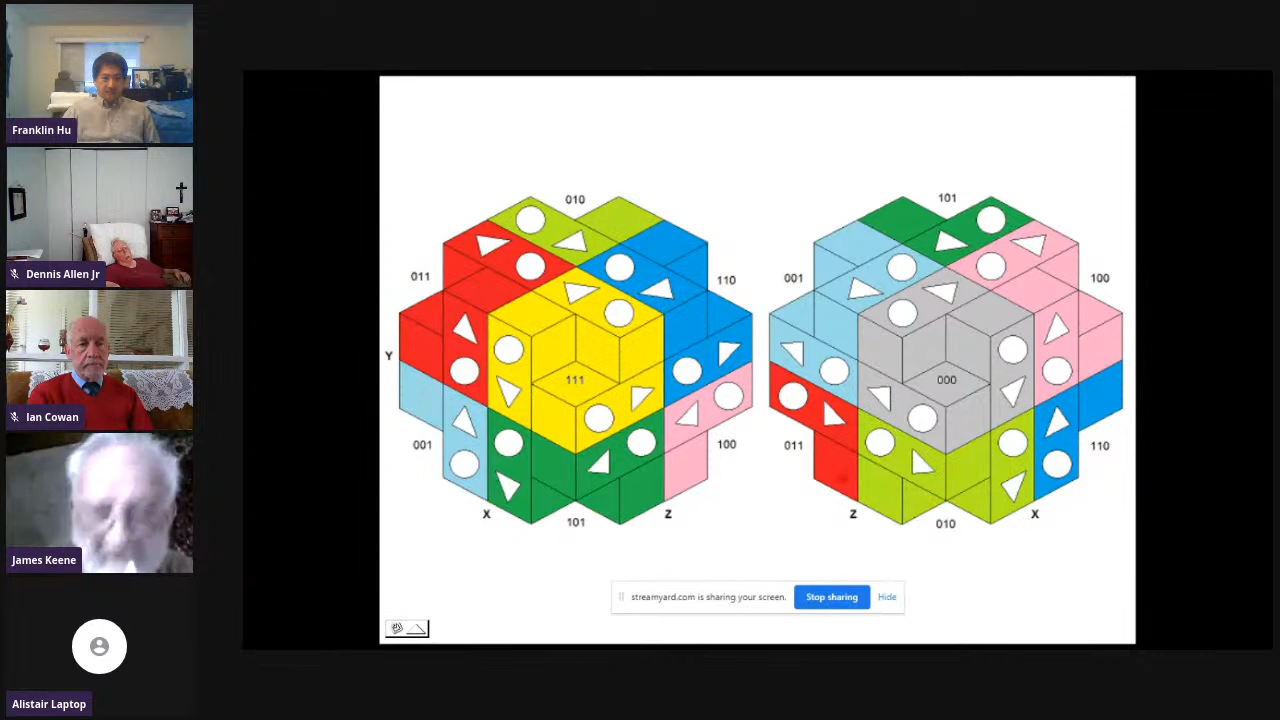 Franklin Hu
Dennis Allen Jr
Ian Cowan
James Keene
Alistair Laptop
010
011
110
Y
111
001
100
X
Z
101
101
001
100
000
011
110
Z
X
010
streamyard.com is sharing your screen.
Stop sharing
Hide